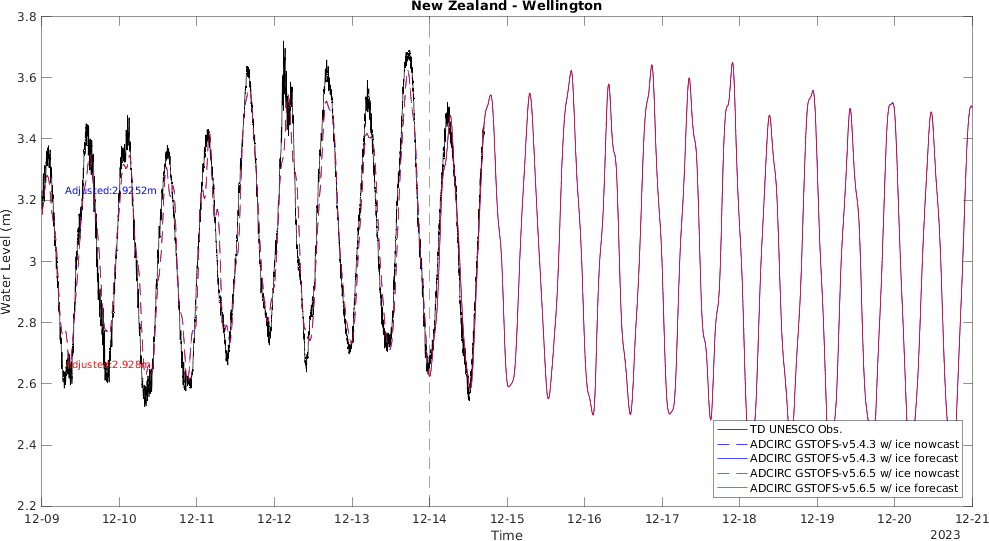 New Zealand - Wellington
3.8
3.6
3.4
3.2
3
2.8
2.6
2.4
2.2
Water Level (m)
Adjusted:2.9252m
Adjusted:2.928m
TD UNESCO Obs.
ADCIRC GSTOFS-v5.4.3 w/ ice nowcast
ADCIRC GSTOFS-v5.4.3 w/ ice forecast
ADCIRC GSTOFS-v5.6.5 w/ ice nowcast
ADCIRC GSTOFS-v5.6.5 w/ ice forecast
12-09 12-10 12-11 12-12 12-13 12-14 12-15 12-16 12-17 12-18 12-19 12-20 12-21
Time
2023